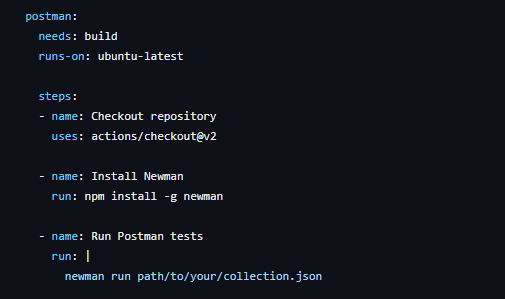 postman:
needs: build
runs-on: ubuntu-latest
steps:
- name: Checkout repository
uses: actions/checkout@v2
- name: Install Newman
run: npm install -g newman
- name: Run Postman tests
run: |
newman run path/to/your/collection.json